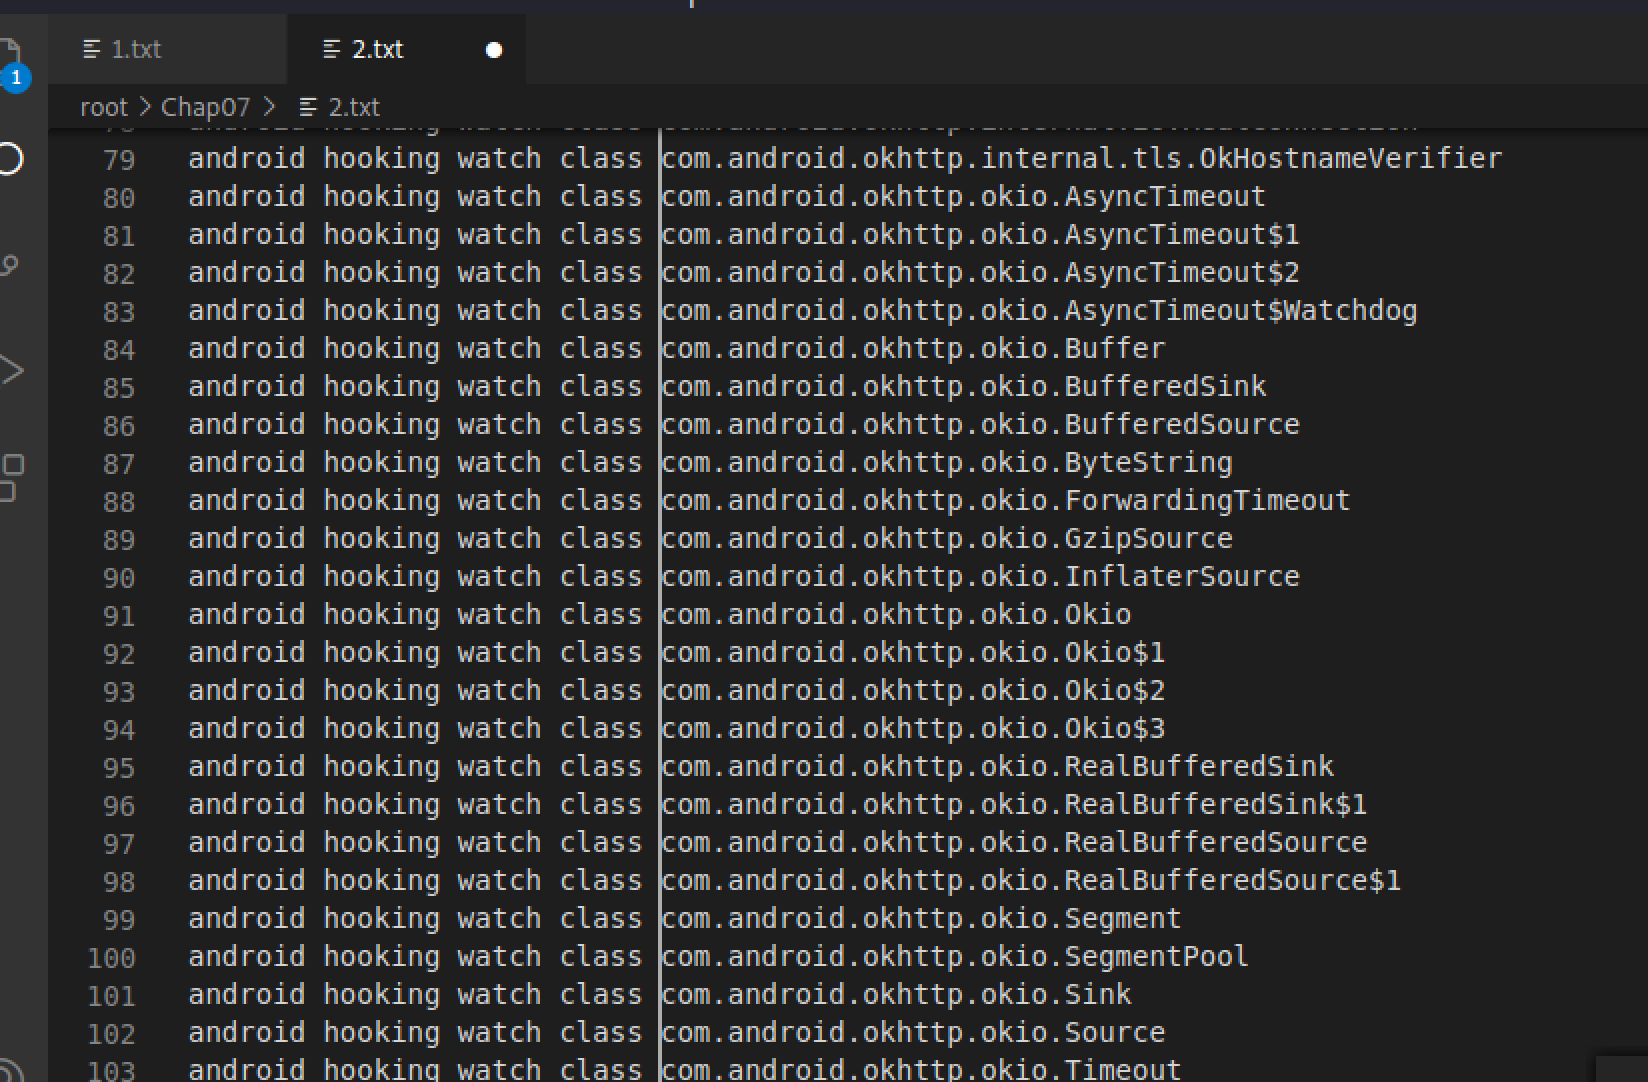 1.txt
2.txt
1
root > Chap07 > 2.txt
79 android hooking watch class com.android.okhttp.internal.tls.OkHostnameVerifier
80 android hooking watch class com.android.okhttp.okio.AsyncTimeout
81 android hooking watch class com.android.okhttp.okio.AsyncTimeout$1
82 android hooking watch class com.android.okhttp.okio.AsyncTimeout$2
83 android hooking watch class com.android.okhttp.okio.AsyncTimeout$Watchdog
84 android hooking watch class com.android.okhttp.okio.Buffer
85 android hooking watch class com.android.okhttp.okio.BufferedSink
86 android hooking watch class com.android.okhttp.okio.BufferedSource
87 android hooking watch class com.android.okhttp.okio.ByteString
88 android hooking watch class com.android.okhttp.okio.ForwardingTimeout
89 android hooking watch class com.android.okhttp.okio.GzipSource
90 android hooking watch class com.android.okhttp.okio.InflaterSource
91 android hooking watch class com.android.okhttp.okio.Okio
92 android hooking watch class com.android.okhttp.okio.Okio$1
93 android hooking watch class com.android.okhttp.okio.Okio$2
94 android hooking watch class com.android.okhttp.okio.Okio$3
95 android hooking watch class com.android.okhttp.okio.RealBufferedSink
96 android hooking watch class com.android.okhttp.okio.RealBufferedSink$1
97 android hooking watch class com.android.okhttp.okio.RealBufferedSource
98 android hooking watch class com.android.okhttp.okio.RealBufferedSource$1
99 android hooking watch class com.android.okhttp.okio.Segment
100 android hooking watch class com.android.okhttp.okio.SegmentPool
101 android hooking watch class com.android.okhttp.okio.Sink
102 android hooking watch class com.android.okhttp.okio.Source
103 android hooking watch class com.android.okhttp.okio.Timeout